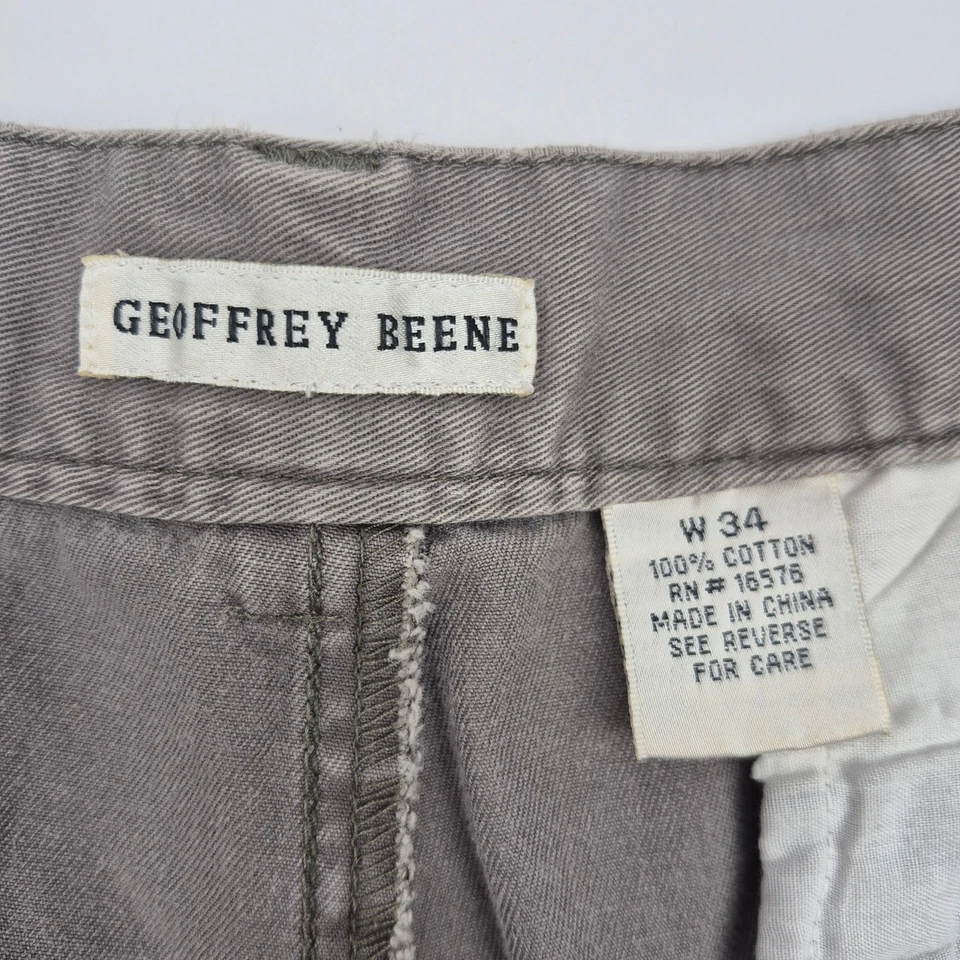 GEOFFREY BEENE
W 34
100% COTTON
RN # 16576
MADE IN CHINA
SEE REVERSE
FOR CARE